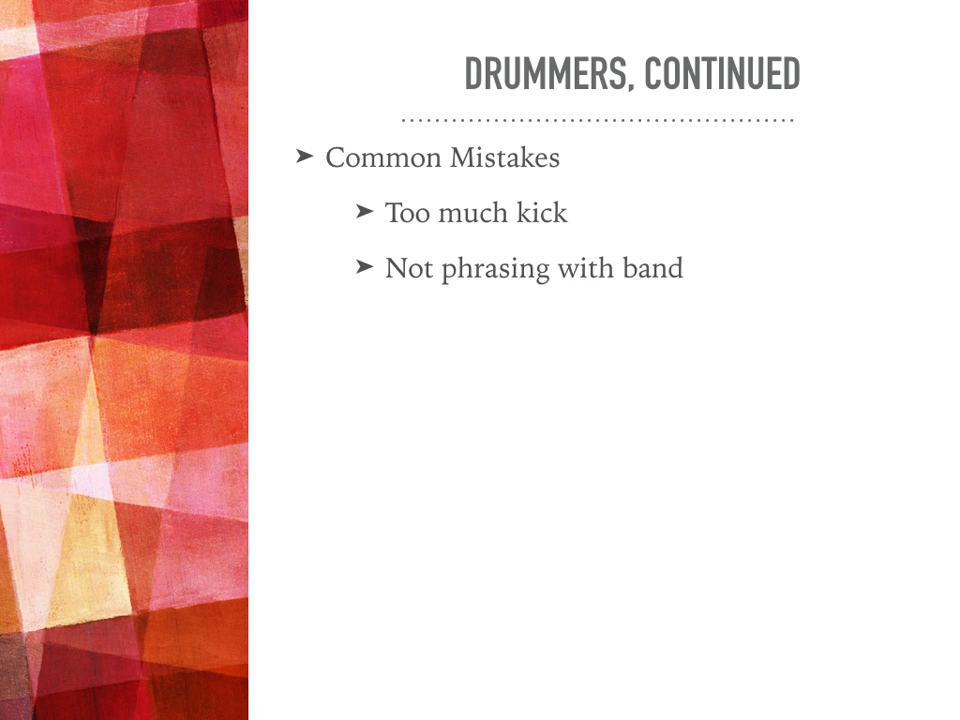 DRUMMERS, CONTINUED
➤ Common Mistakes
➤ Too much kick
➤ Not phrasing with band